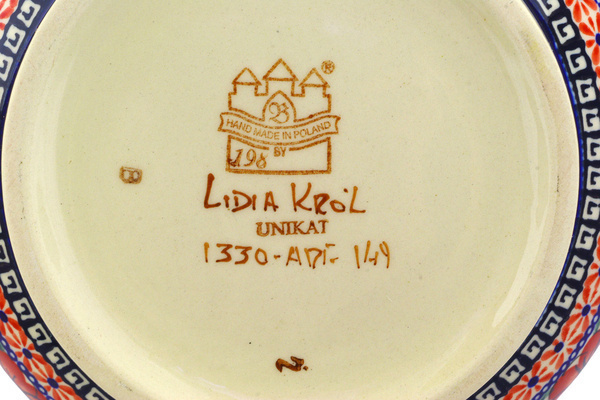 ®
B
HAND MADE IN POLAND
BY
198
LIDIA KRÓL
UNIKAT
1330-ART. 149
N.